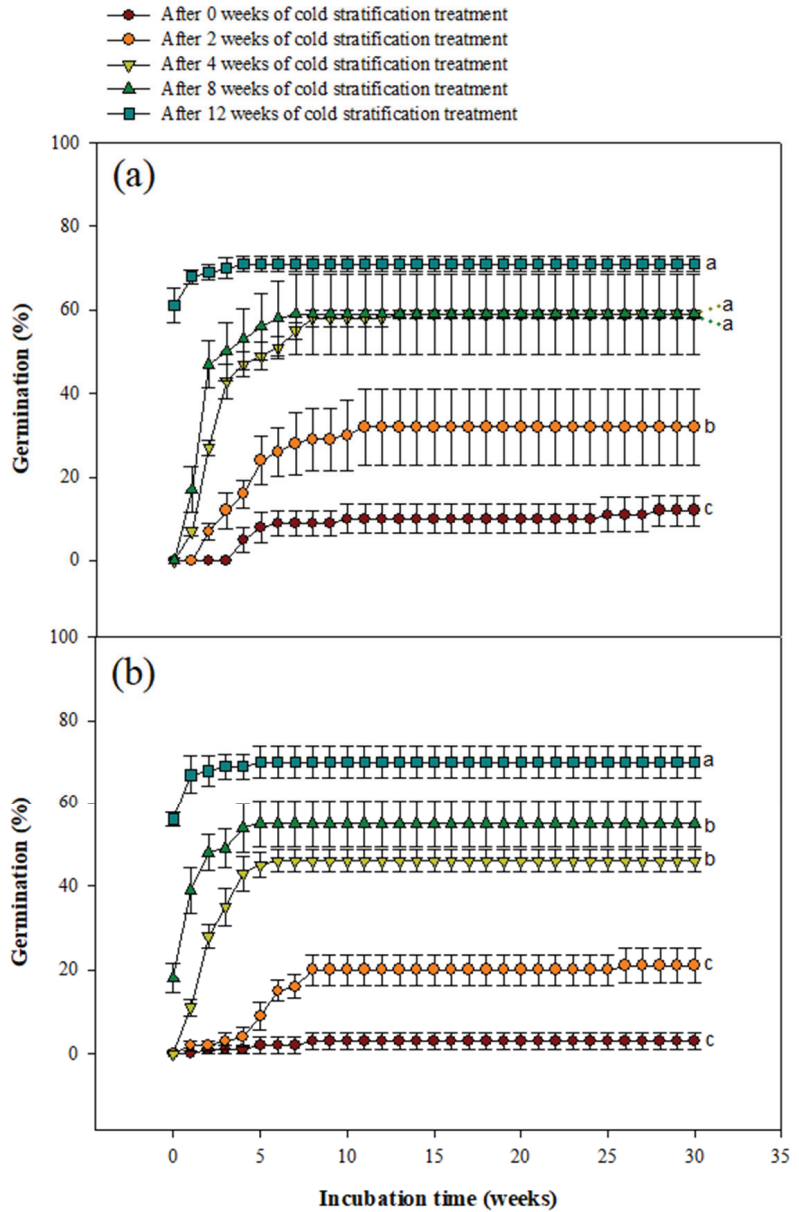 After 0 weeks of cold stratification treatment
After 2 weeks of cold stratification treatment
After 4 weeks of cold stratification treatment
After 8 weeks of cold stratification treatment
After 12 weeks of cold stratification treatment
100
(a)
80
a
60
a
a
40
b
20
c
0
Germination (%)
100
(b)
80
a
60
b
b
40
20
c
c
0
Germination (%)
0 5 10 15 20 25 30 35
Incubation time (weeks)